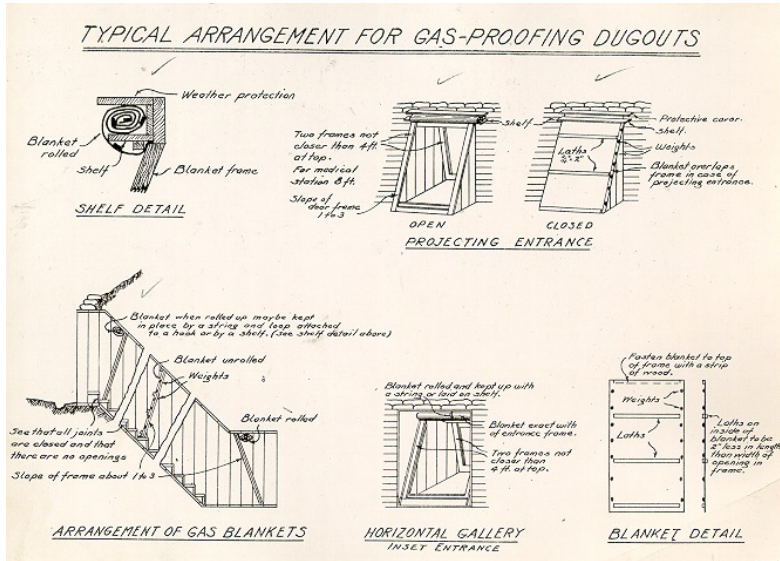 TYPICAL ARRANGEMENT FOR GAS-PROOFING DUGOUTS
Weather protection
Blanket
rolled
Shelf
Blanket frame
SHELF DETAIL
Two frames not
closer than 4 ft.
at top.
For medical
station 8 ft.
Slope of
door frame
1 to 3
Shelf
OPEN
Protective cover.
Shelf.
Weights
Laths
Blanket overlaps
frame in case of
projecting entrance.
CLOSED
PROJECTING ENTRANCE
Blanket when rolled up may be kept
in place by a string and loop attached
to a hook or by a shelf. (See shelf detail above)
Blanket unrolled
Weights
Blanket rolled
See that all joints
are closed and that
there are no openings
Slope of frame about 1 to 3
ARRANGEMENT OF GAS BLANKETS
Blanket rolled and kept up with
a string or laid on shelf.
Blanket exact with
of entrance frame.
Two frames not
closer than
4 ft. at top.
HORIZONTAL GALLERY
INSET ENTRANCE
Fasten blanket to top
of frame with a strip
of wood.
Weights
Laths
Laths on
inside of
blanket to be
2" less in length
than width of
opening in
frame.
BLANKET DETAIL